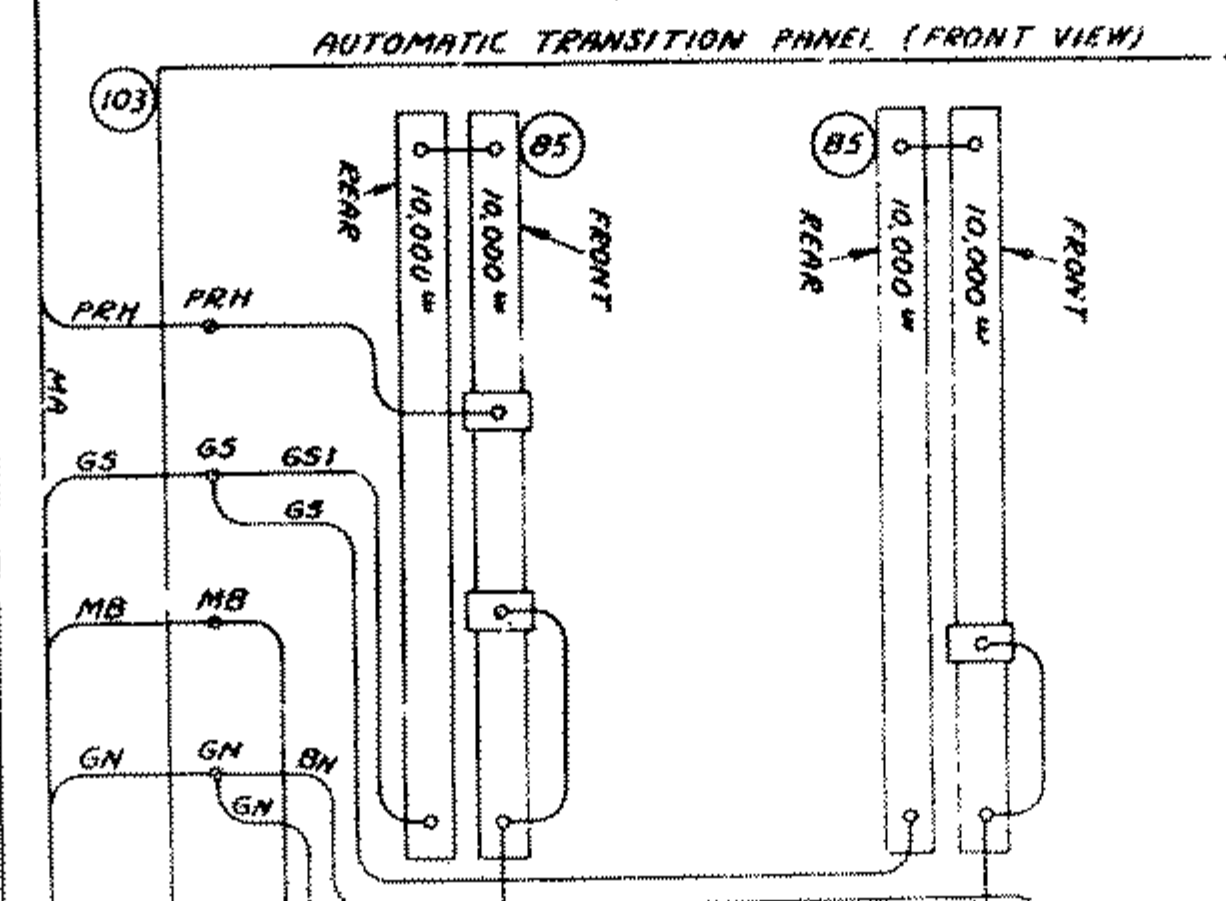 AUTOMATIC TRANSITION PANEL (FRONT VIEW)
103
85
85
REAR
10,000 ω
10,000 ω
FRONT
REAR
10,000 ω
10,000 ω
FRONT
PRH
PRH
MA
GS
GS
GS1
GS
MB
MB
GN
GN
BN
GN